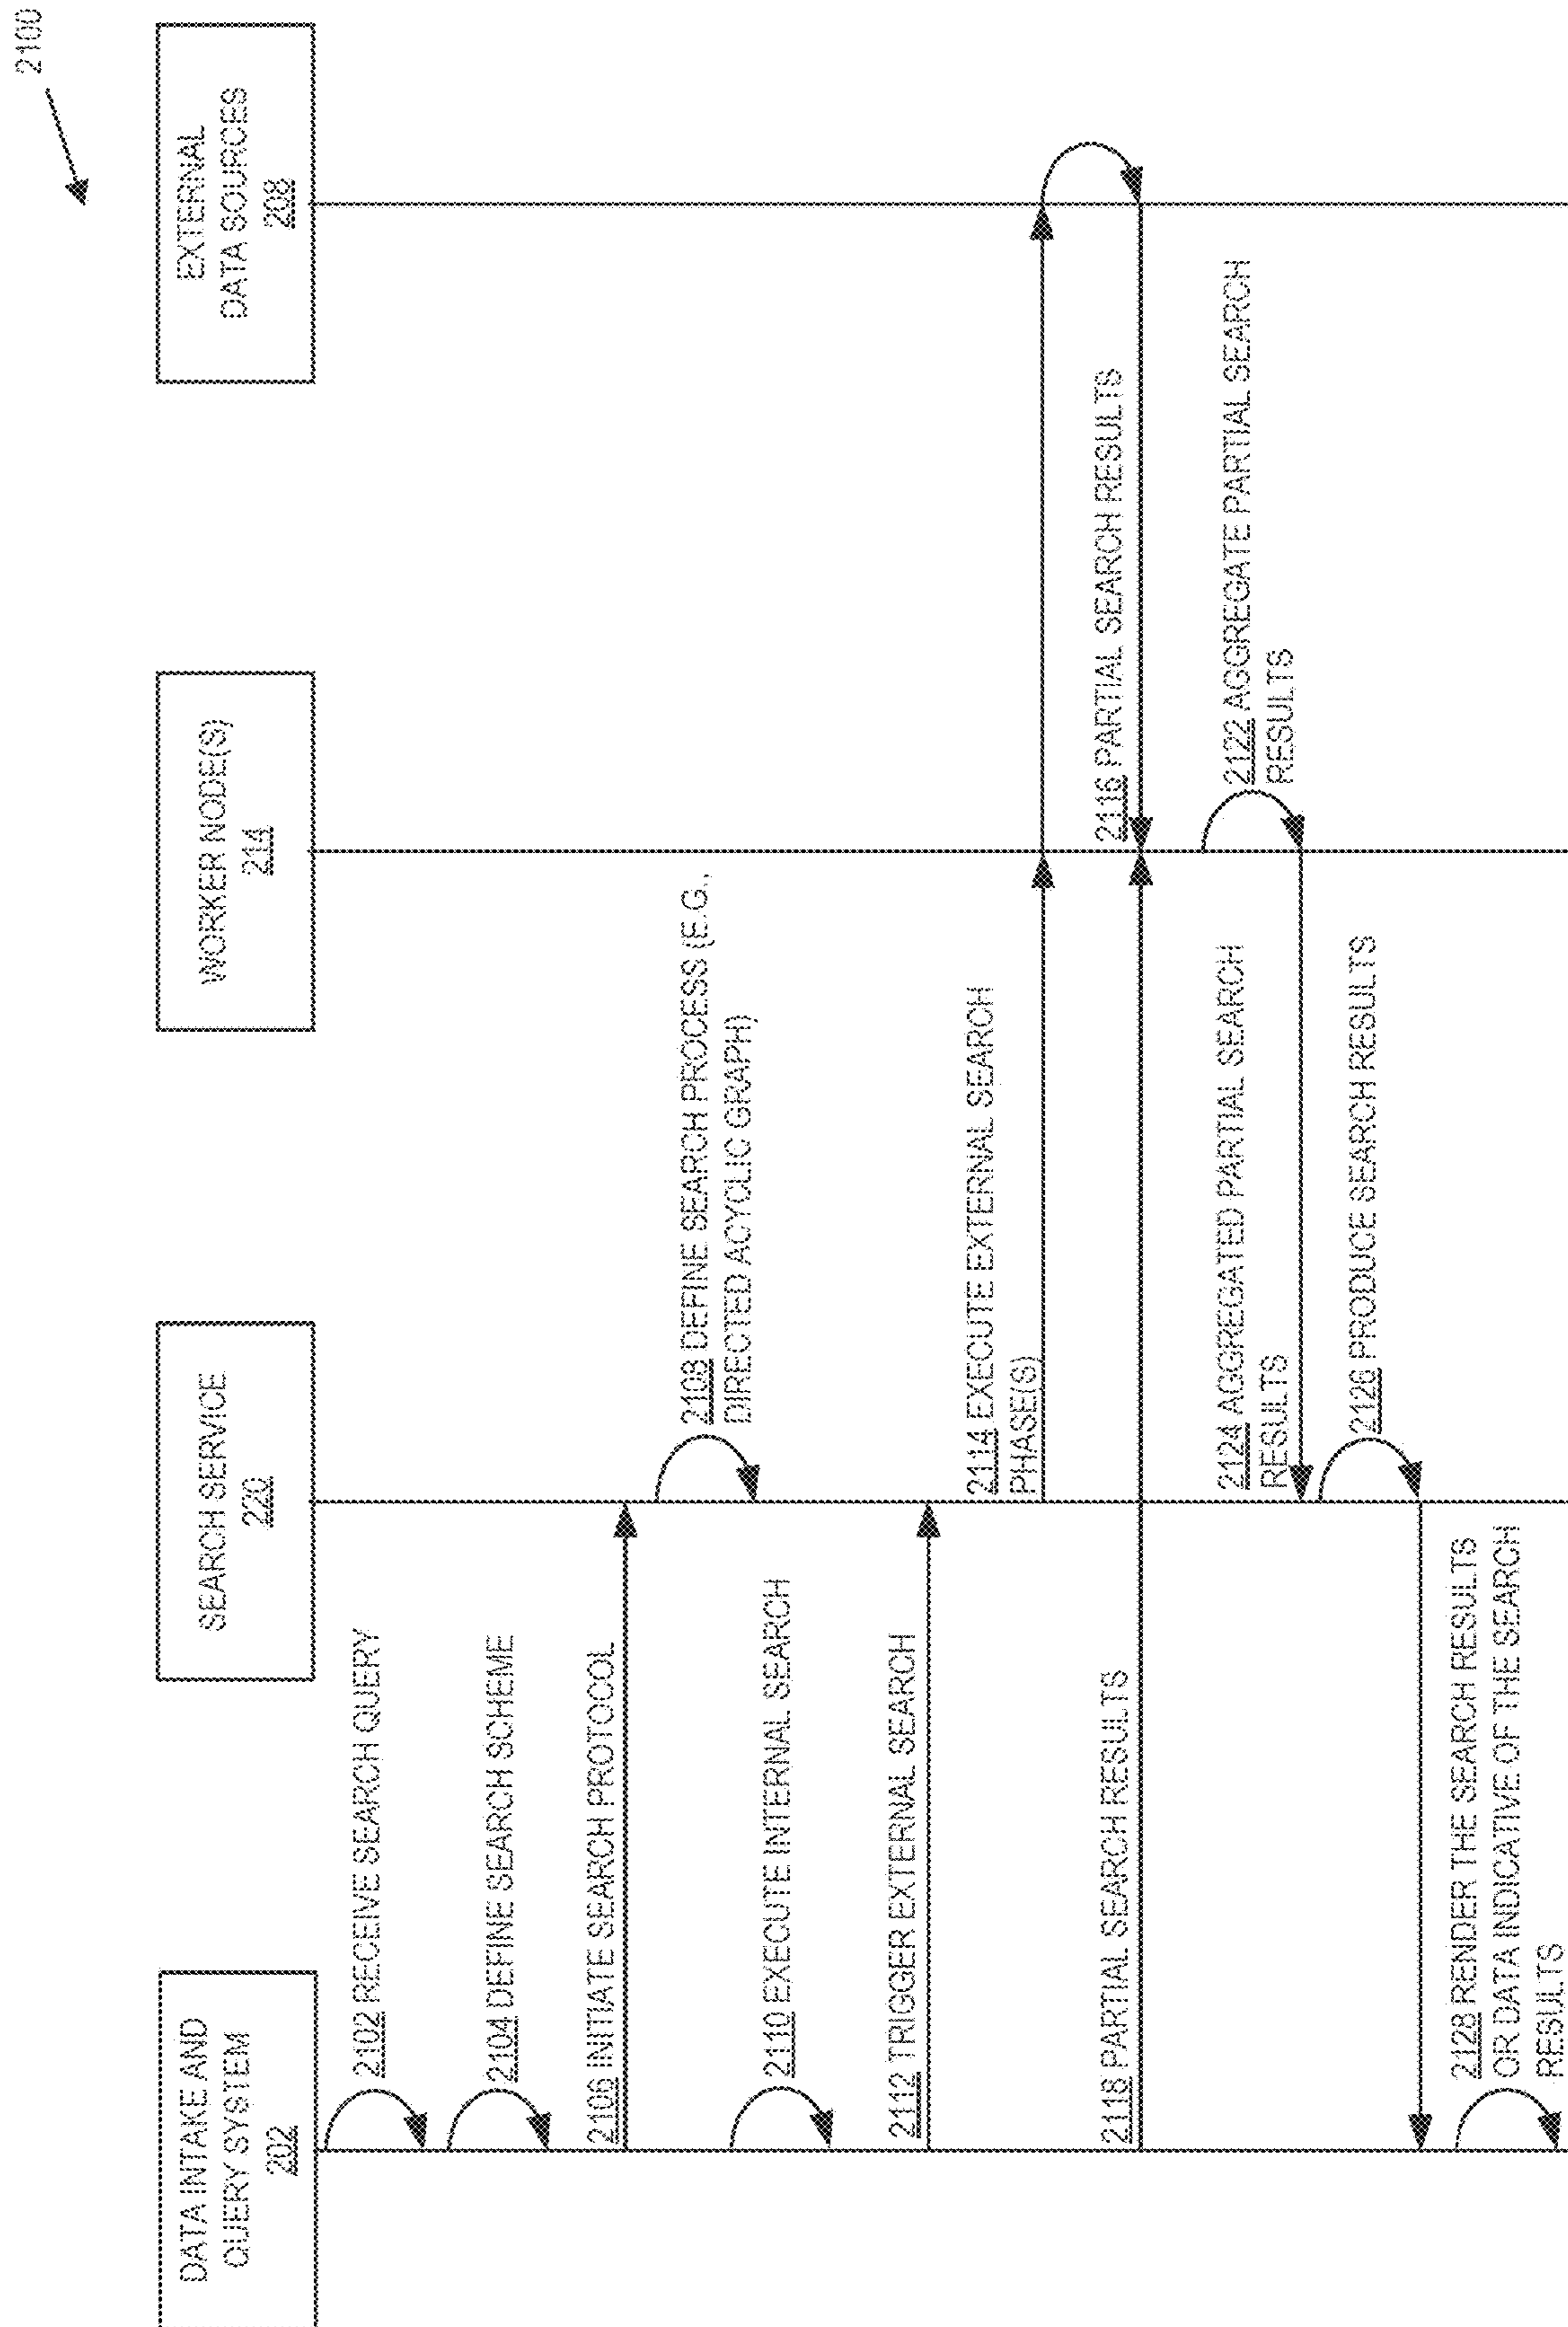 2100
DATA INTAKE AND
QUERY SYSTEM
202
SEARCH SERVICE
220
WORKER NODE(S)
214
EXTERNAL
DATA SOURCES
208
2102 RECEIVE SEARCH QUERY
2104 DEFINE SEARCH SCHEME
2106 INITIATE SEARCH PROTOCOL
2108 DEFINE SEARCH PROCESS (E.G.,
DIRECTED ACYCLIC GRAPH)
2110 EXECUTE INTERNAL SEARCH
2112 TRIGGER EXTERNAL SEARCH
2114 EXECUTE EXTERNAL SEARCH
PHASE(S)
2116 PARTIAL SEARCH RESULTS
2118 PARTIAL SEARCH RESULTS
2122 AGGREGATE PARTIAL SEARCH
RESULTS
2124 AGGREGATED PARTIAL SEARCH
RESULTS
2126 PRODUCE SEARCH RESULTS
2128 RENDER THE SEARCH RESULTS
OR DATA INDICATIVE OF THE SEARCH
RESULTS